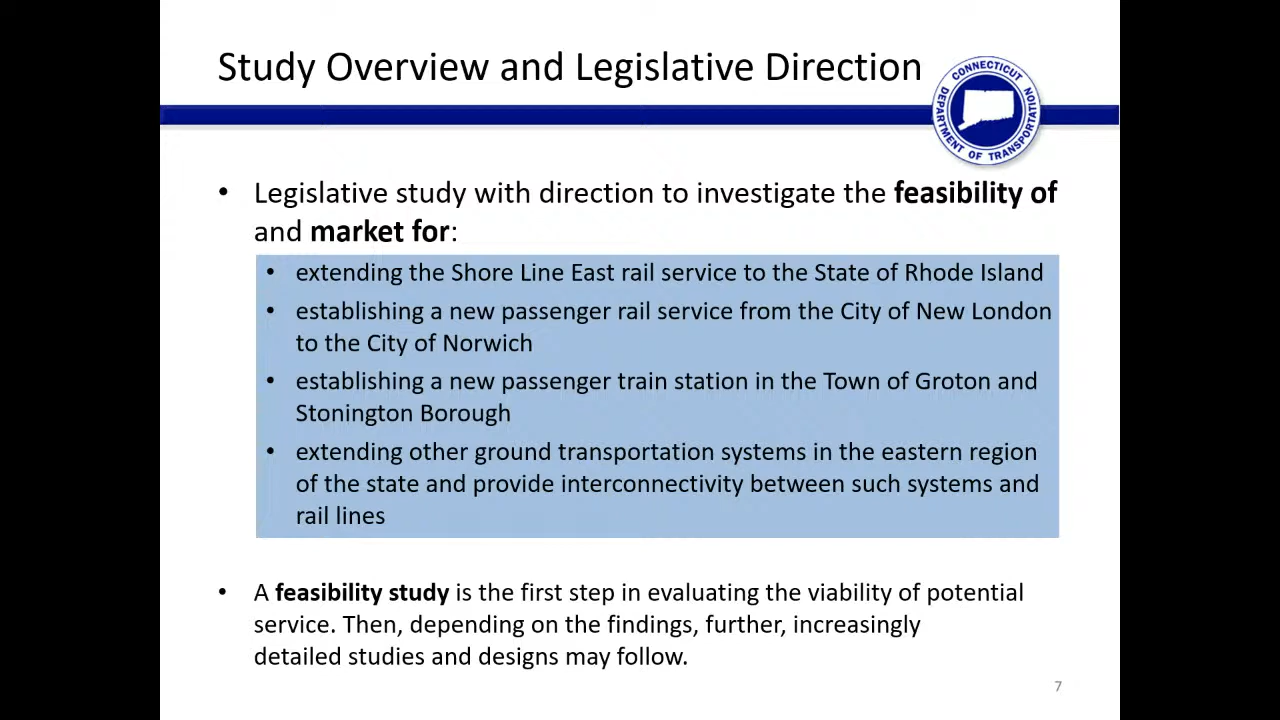 Study Overview and Legislative Direction
CONNECTICUT
DEPARTMENT OF TRANSPORTATION
• Legislative study with direction to investigate the feasibility of
and market for:
• extending the Shore Line East rail service to the State of Rhode Island
• establishing a new passenger rail service from the City of New London
to the City of Norwich
• establishing a new passenger train station in the Town of Groton and
Stonington Borough
• extending other ground transportation systems in the eastern region
of the state and provide interconnectivity between such systems and
rail lines
• A feasibility study is the first step in evaluating the viability of potential
service. Then, depending on the findings, further, increasingly
detailed studies and designs may follow.
7